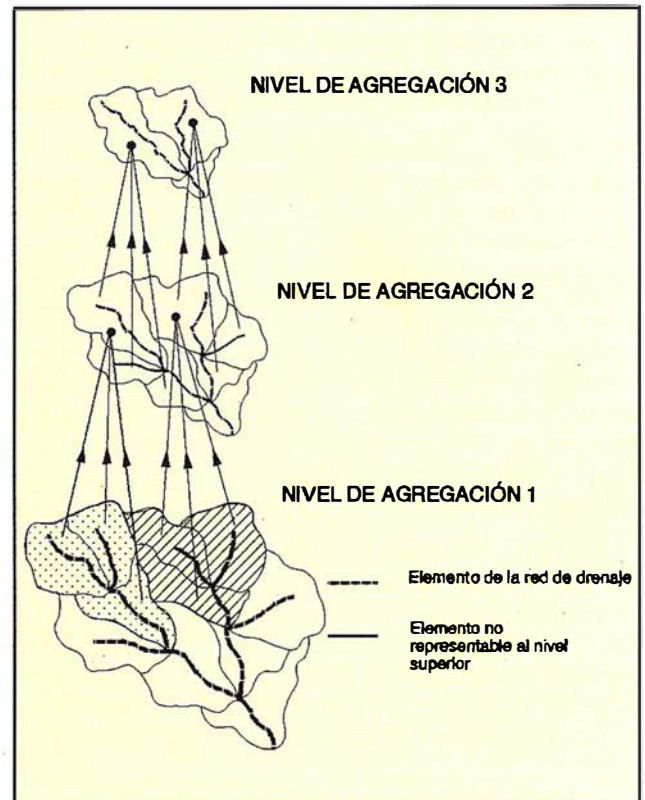 NIVEL DE AGREGACIÓN 3
NIVEL DE AGREGACIÓN 2
NIVEL DE AGREGACIÓN 1
Elemento de la red de drenaje
Elemento no
representable al nivel
superior